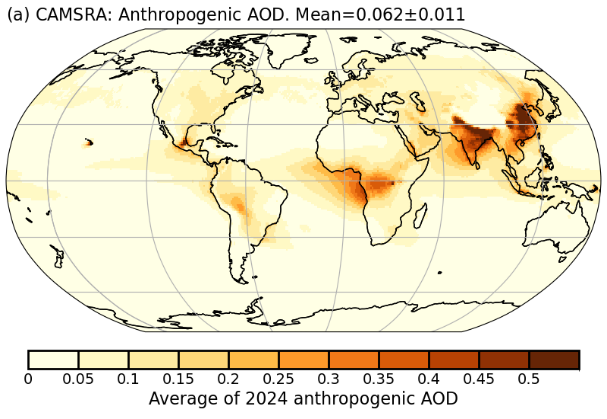 (a) CAMSRA: Anthropogenic AOD. Mean=0.062±0.011
0 0.05 0.1 0.15 0.2 0.25 0.3 0.35 0.4 0.45 0.5
Average of 2024 anthropogenic AOD